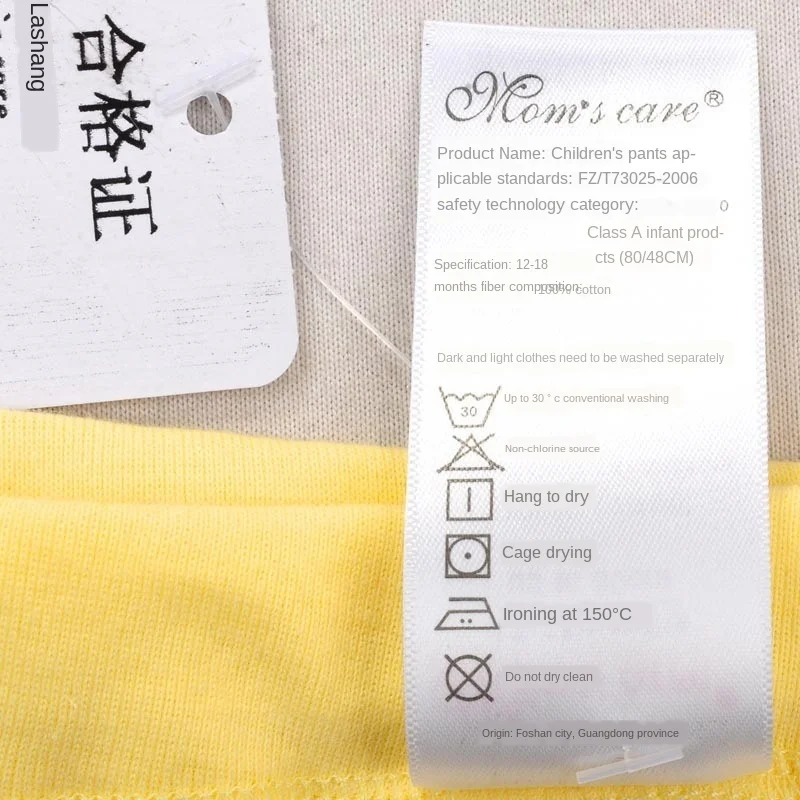 Lashang
合格证
Mom's care®
Product Name: Children's pants ap-
plicable standards: FZ/T73025-2006
safety technology category:
Class A infant prod-
cts (80/48CM)
Specification: 12-18
months fiber composition:
100% cotton
Dark and light clothes need to be washed separately
30
Up to 30 ° c conventional washing
Non-chlorine source
Hang to dry
Cage drying
Ironing at 150°C
Do not dry clean
Origin: Foshan city, Guangdong province